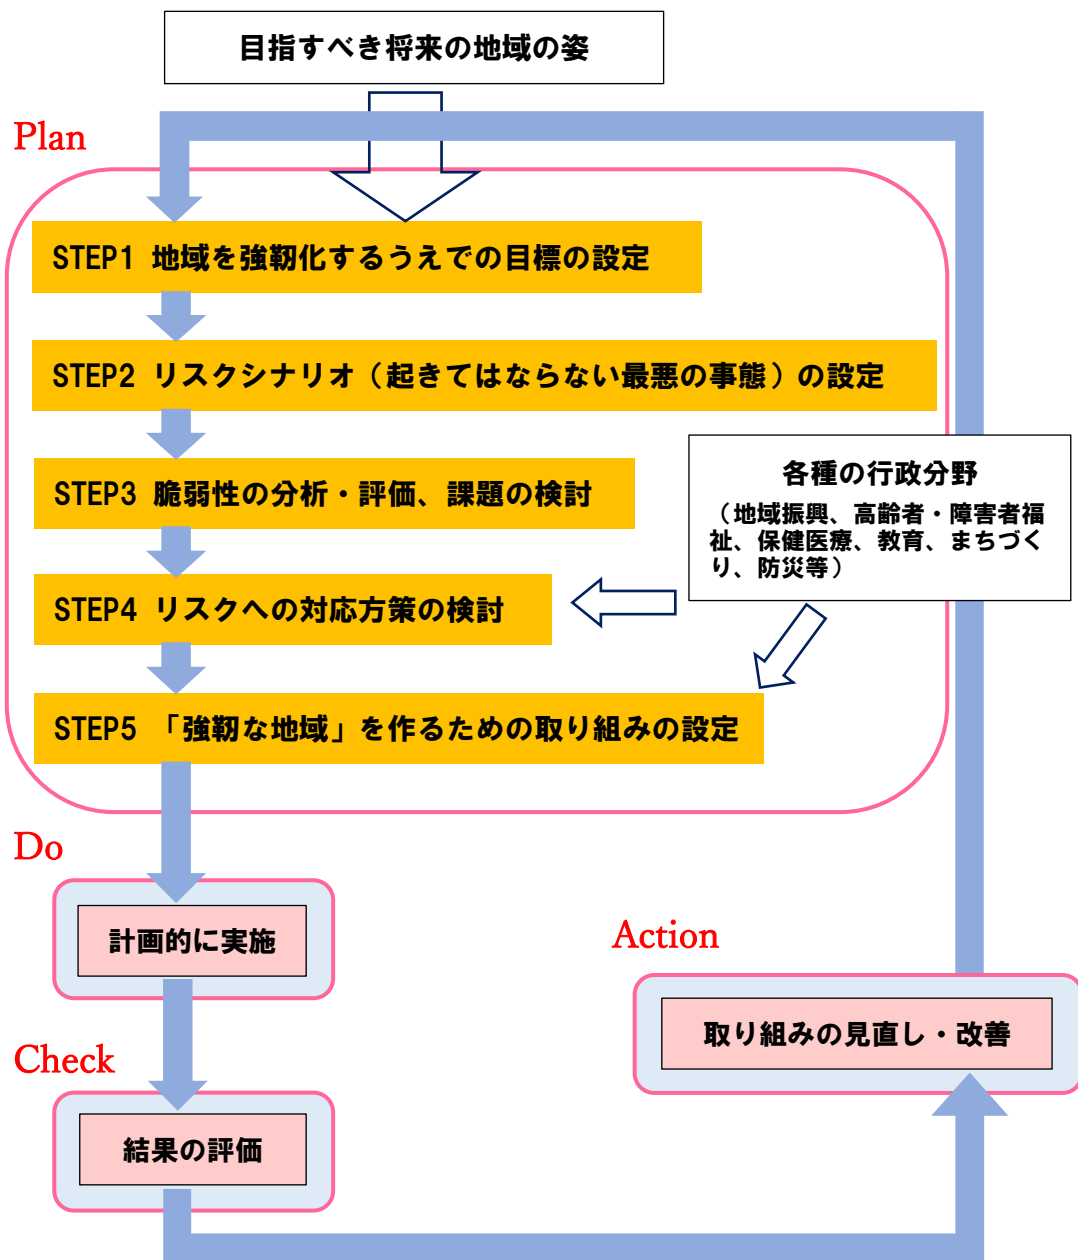 目指すべき将来の地域の姿
Plan
STEP1 地域を強靭化するうえでの目標の設定
STEP2 リスクシナリオ（起きてはならない最悪の事態）の設定
STEP3 脆弱性の分析・評価、課題の検討
各種の行政分野
（地域振興、高齢者・障害者福
祉、保健医療、教育、まちづく
り、防災等）
STEP4 リスクへの対応方策の検討
STEP5 「強靭な地域」を作るための取り組みの設定
Do
計画的に実施
Action
取り組みの見直し・改善
Check
結果の評価